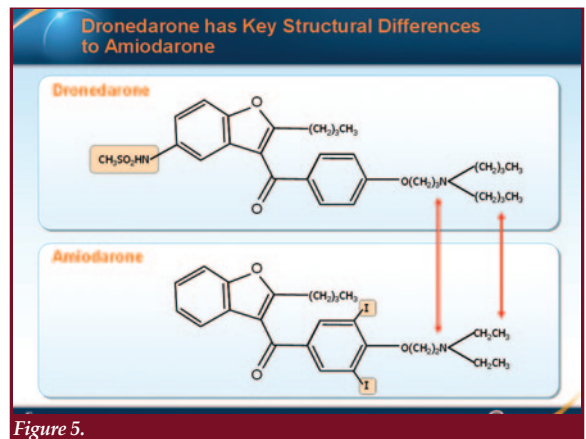 Dronedarone has Key Structural Differences
to Amiodarone
Dronedarone
O
(CH₂)₃CH₃
CH₃SO₂HN
O
O(CH₂)₃N
(CH₂)₃CH₃
(CH₂)₃CH₃
Amiodarone
O
(CH₂)₃CH₃
I
O
O(CH₂)₂N
CH₂CH₃
CH₂CH₃
I
Figure 5.